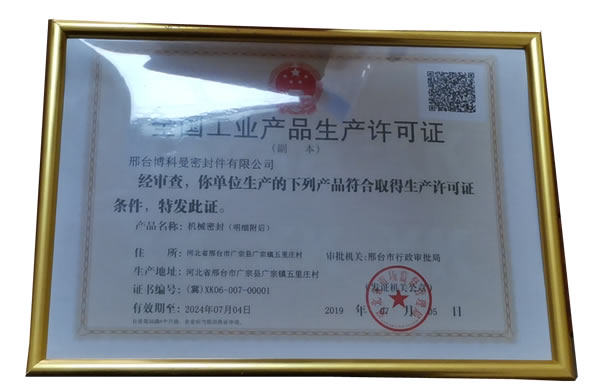 全国工业产品生产许可证
(副 本)
邢台博科曼密封件有限公司
经审查，你单位生产的下列产品符合取得生产许可证
条件，特发此证。
产品名称：机械密封（明细附后）
住 所：河北省邢台市广宗县广宗镇五里庄村
审批机关:邢台市行政审批局
生产地址：河北省邢台市广宗县广宗镇五里庄村
证书编号：(冀)XK06-007-00001
(发证机关公章)
有效期至：2024年07月04日
2019 年 07 月 05 日